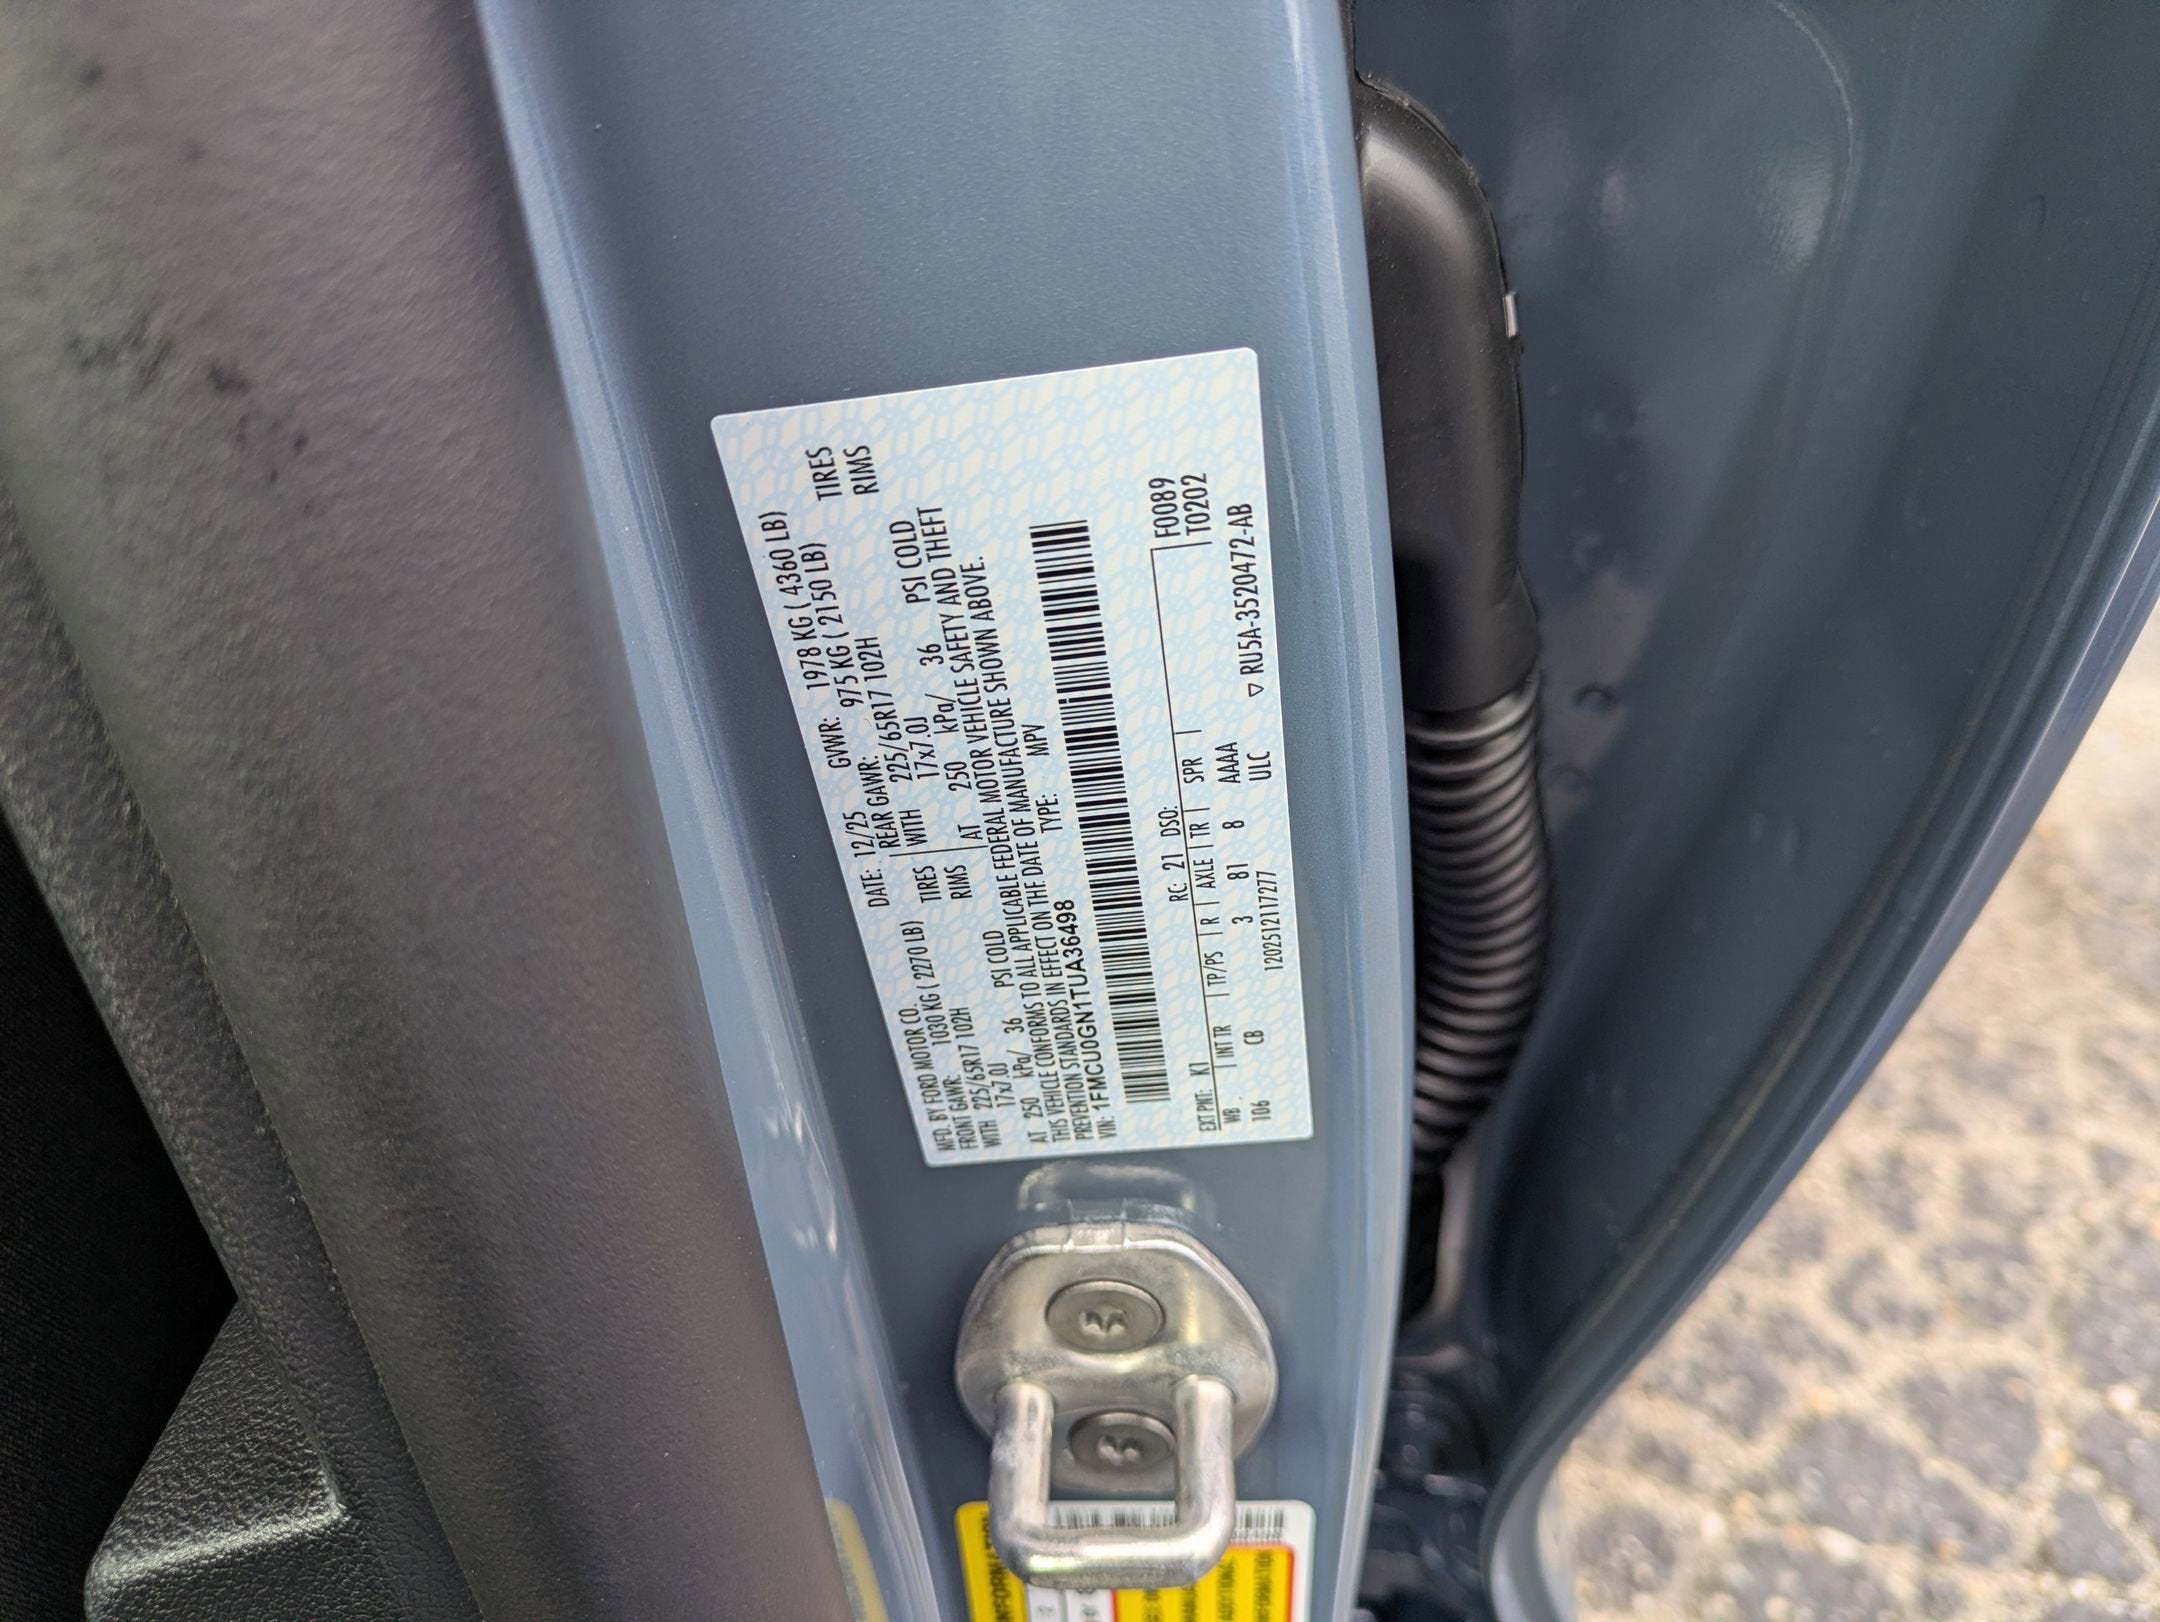 MFD. BY FORD MOTOR CO. DATE: 12/25 GVWR: 1978 KG ( 4360 LB)
FRONT GAWR: 1030 KG ( 2270 LB) REAR GAWR: 975 KG ( 2150 LB)
WITH 225/65R17 102H TIRES WITH 225/65R17 102H TIRES
17x7.0J RIMS 17x7.0J RIMS
AT 250 kPa/ 36 PSI COLD AT 250 kPa/ 36 PSI COLD
THIS VEHICLE CONFORMS TO ALL APPLICABLE FEDERAL MOTOR VEHICLE SAFETY AND THEFT
PREVENTION STANDARDS IN EFFECT ON THE DATE OF MANUFACTURE SHOWN ABOVE.
VIN: 1FMCU0GN1TUA36498 TYPE: MPV
F0089
EXT PNT: K1 RC: 21 DSO: T0202
WB INT TR TP/PS R AXLE TR SPR
106 CB 3 81 8 AAAA
1202512117277 ULC ▽ RU5A-3520472-AB